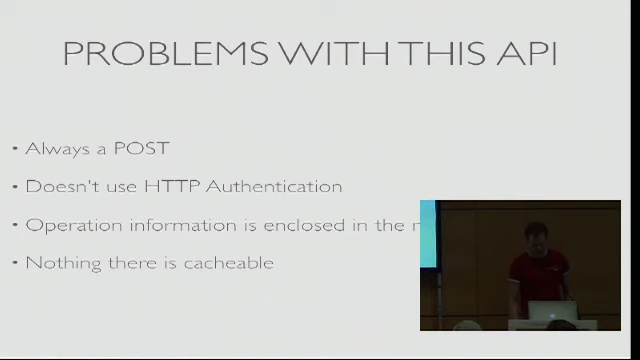 PROBLEMS WITH THIS API
• Always a POST
• Doesn't use HTTP Authentication
• Operation information is enclosed in the
• Nothing there is cacheable